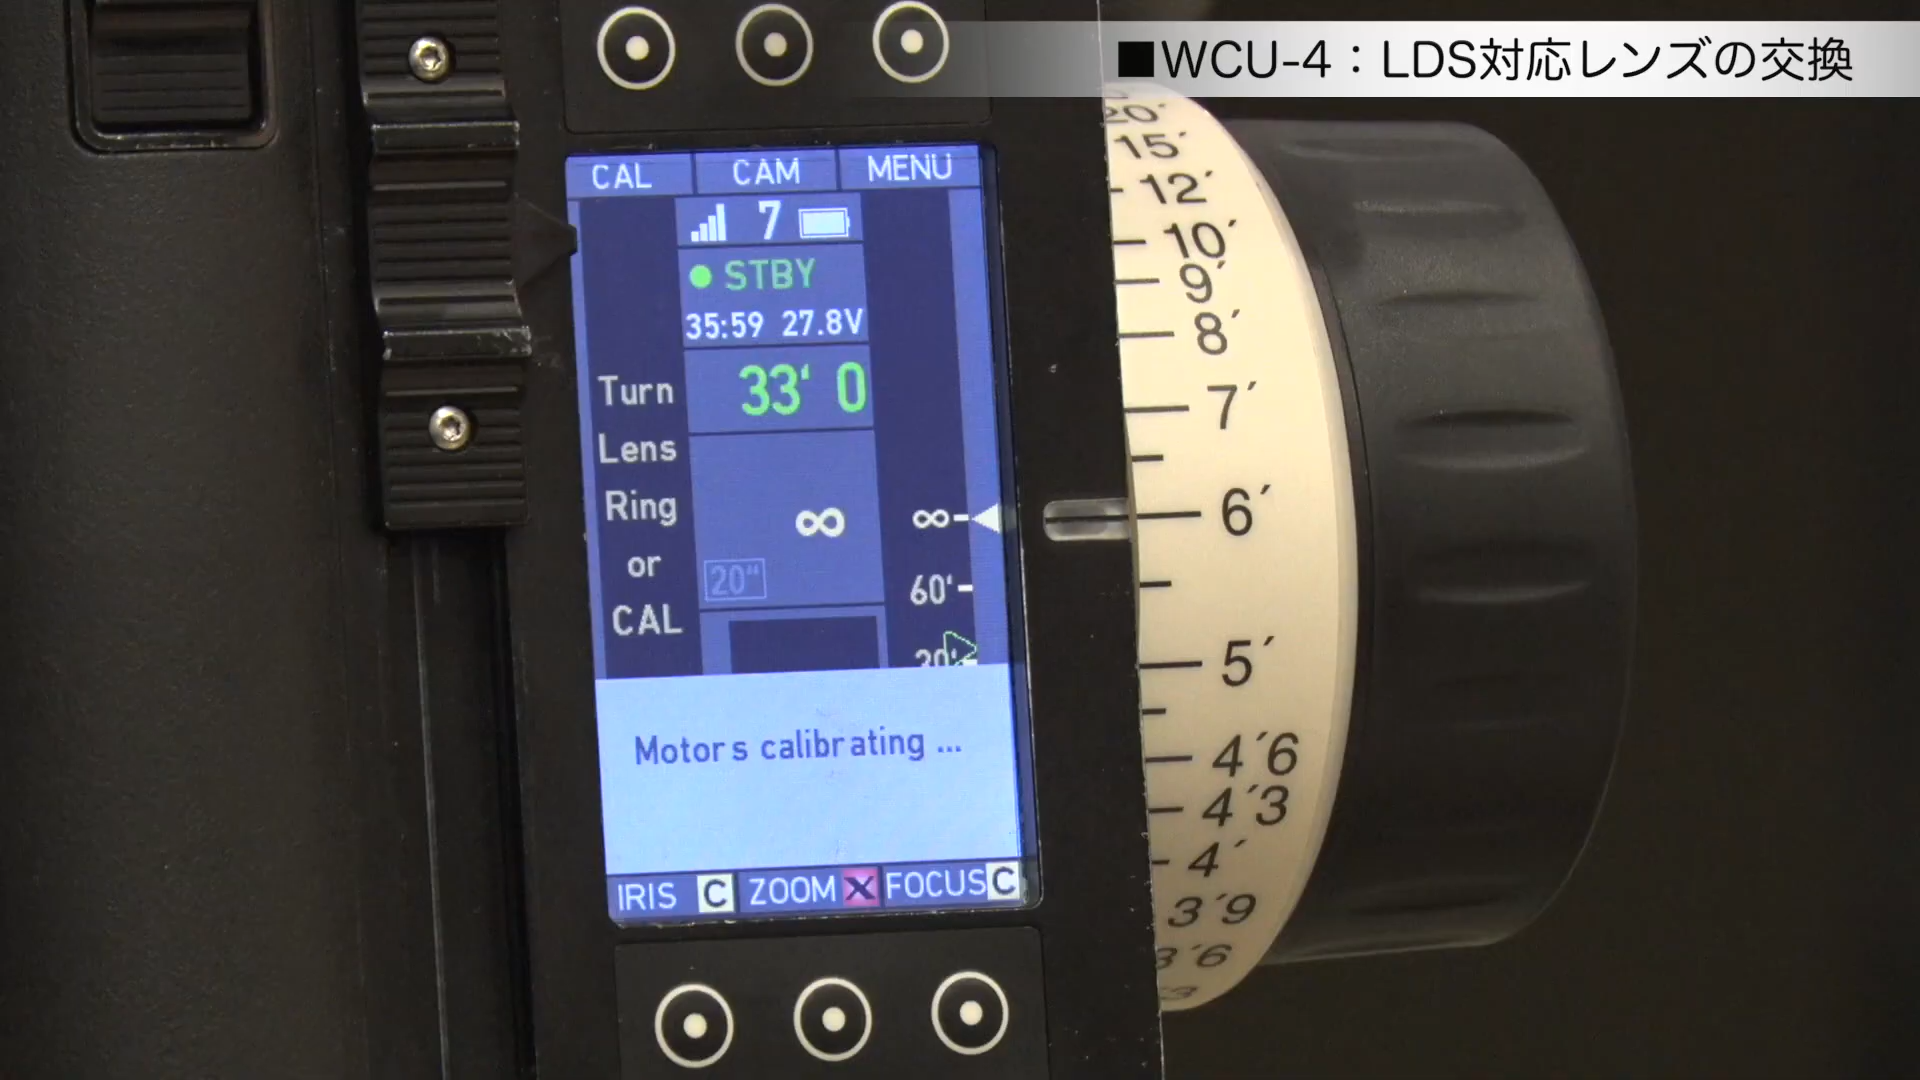 ■WCU-4：LDS対応レンズの交換
CAL CAM MENU
7
STBY
35:59 27.8V
33' 0
Turn
Lens
Ring
or
CAL
∞
20"
∞
60'
30'
Motors calibrating ...
IRIS C ZOOM X FOCUS C
20´
15´
12´
10´
9´
8´
7´
6´
5´
4´6
4´3
4´
3´9
3´6